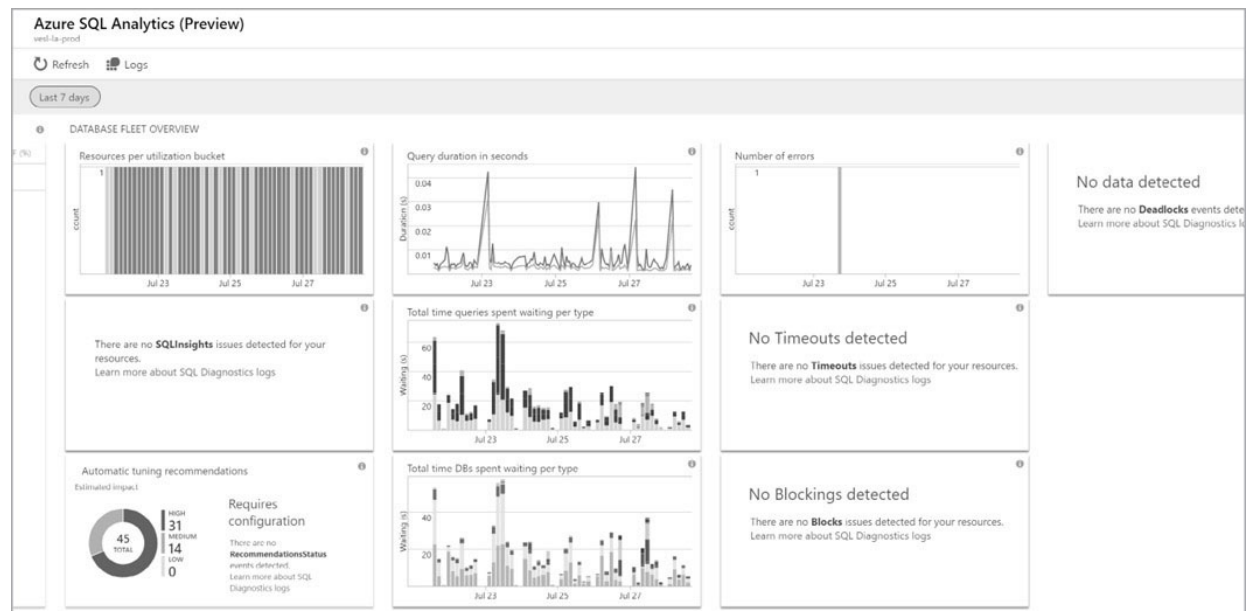 Azure SQL Analytics (Preview)
vesl-la-prod
Refresh
Logs
Last 7 days
F (%)
DATABASE FLEET OVERVIEW
Resources per utilization bucket
1
count
Jul 23
Jul 25
Jul 27
Query duration in seconds
0.04
0.03
0.02
0.01
Duration (s)
Jul 23
Jul 25
Jul 27
Number of errors
1
count
Jul 23
Jul 25
Jul 27
No data detected
There are no Deadlocks events dete
Learn more about SQL Diagnostics lo
There are no SQLInsights issues detected for your
resources.
Learn more about SQL Diagnostics logs
Total time queries spent waiting per type
60
40
20
Waiting (s)
Jul 23
Jul 25
Jul 27
No Timeouts detected
There are no Timeouts issues detected for your resources.
Learn more about SQL Diagnostics logs
Automatic tuning recommendations
Estimated impact
45
TOTAL
HIGH
31
MEDIUM
14
LOW
0
Requires
configuration
There are no
RecommendationsStatus
events detected.
Learn more about SQL
Diagnostics logs
Total time DBs spent waiting per type
40
20
Waiting (s)
Jul 23
Jul 25
Jul 27
No Blockings detected
There are no Blocks issues detected for your resources.
Learn more about SQL Diagnostics logs